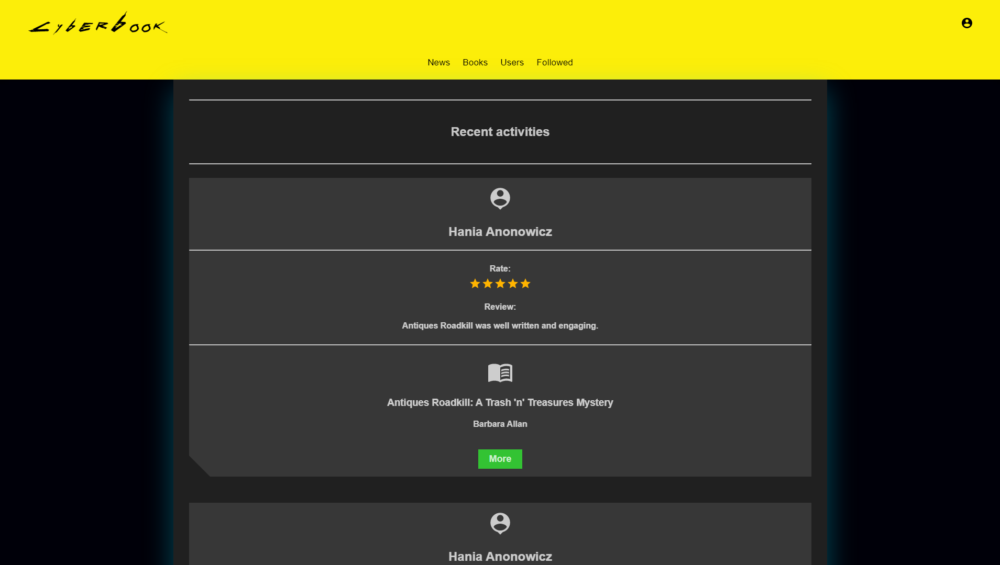 CyberBook
News Books Users Followed
Recent activities
Hania Anonowicz
Rate:
Review:
Antiques Roadkill was well written and engaging.
Antiques Roadkill: A Trash 'n' Treasures Mystery
Barbara Allan
More
Hania Anonowicz